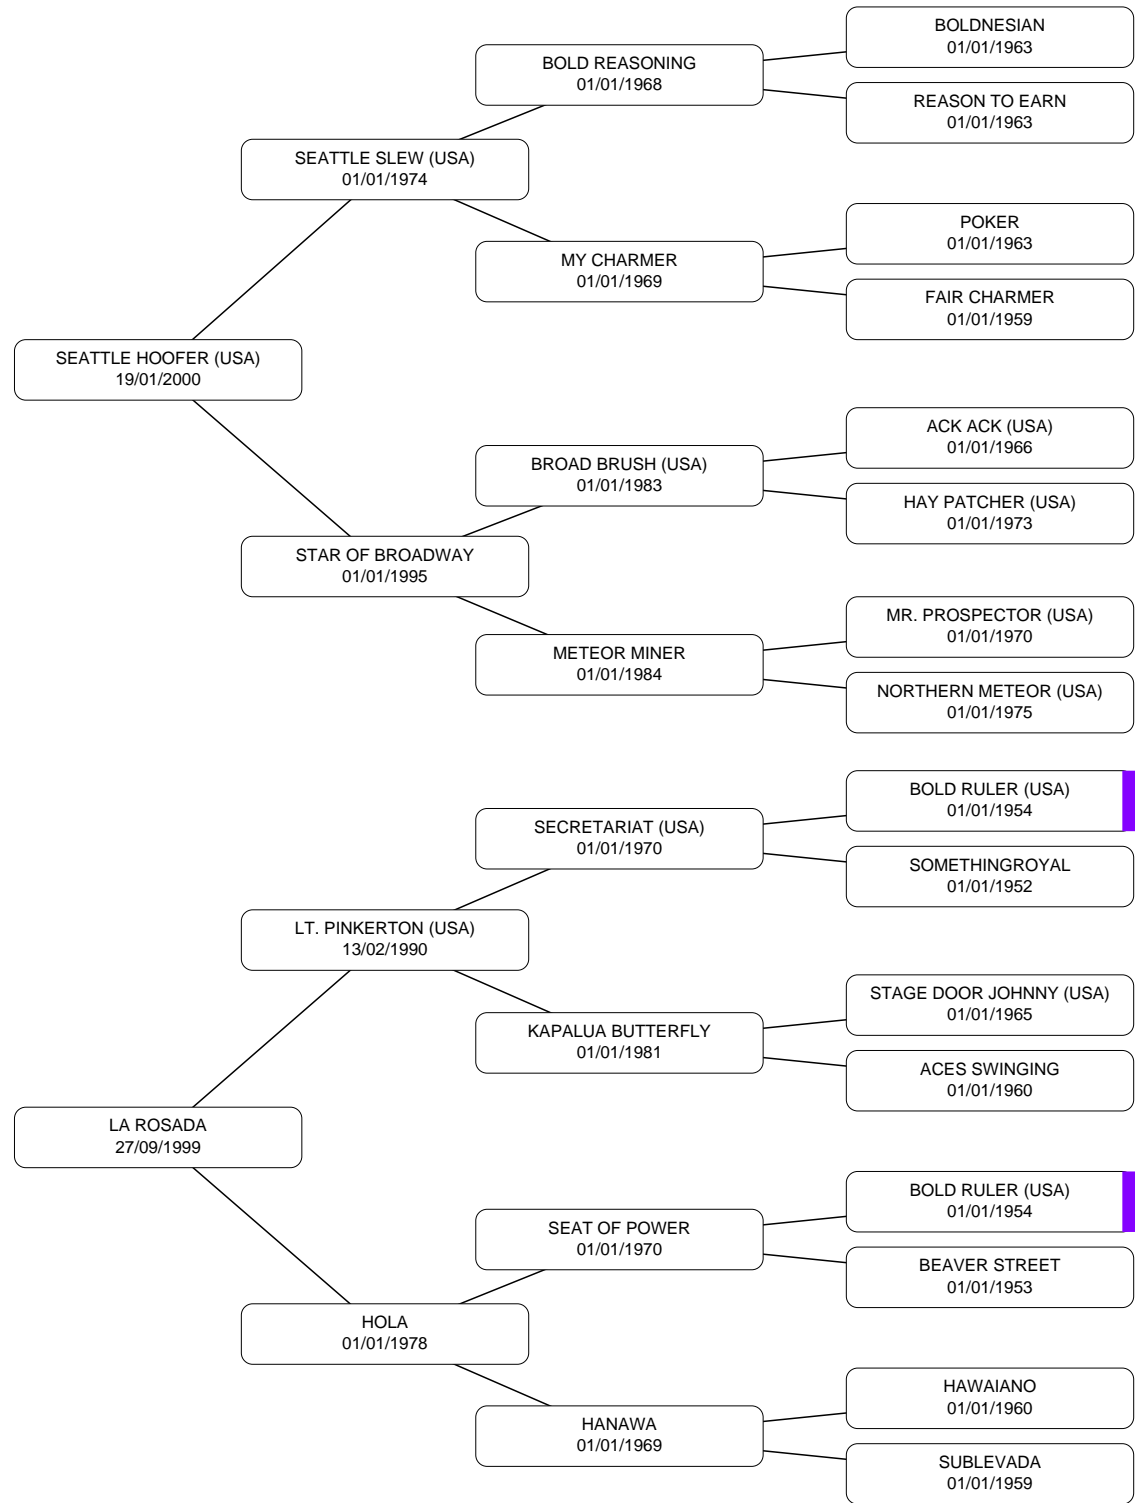 BOLDNESIAN
01/01/1963
BOLD REASONING
01/01/1968
REASON TO EARN
01/01/1963
SEATTLE SLEW (USA)
01/01/1974
POKER
01/01/1963
MY CHARMER
01/01/1969
FAIR CHARMER
01/01/1959
SEATTLE HOOFER (USA)
19/01/2000
ACK ACK (USA)
01/01/1966
BROAD BRUSH (USA)
01/01/1983
HAY PATCHER (USA)
01/01/1973
STAR OF BROADWAY
01/01/1995
MR. PROSPECTOR (USA)
01/01/1970
METEOR MINER
01/01/1984
NORTHERN METEOR (USA)
01/01/1975
BOLD RULER (USA)
01/01/1954
SECRETARIAT (USA)
01/01/1970
SOMETHINGROYAL
01/01/1952
LT. PINKERTON (USA)
13/02/1990
STAGE DOOR JOHNNY (USA)
01/01/1965
KAPALUA BUTTERFLY
01/01/1981
ACES SWINGING
01/01/1960
LA ROSADA
27/09/1999
BOLD RULER (USA)
01/01/1954
SEAT OF POWER
01/01/1970
BEAVER STREET
01/01/1953
HOLA
01/01/1978
HAWAIANO
01/01/1960
HANAWA
01/01/1969
SUBLEVADA
01/01/1959